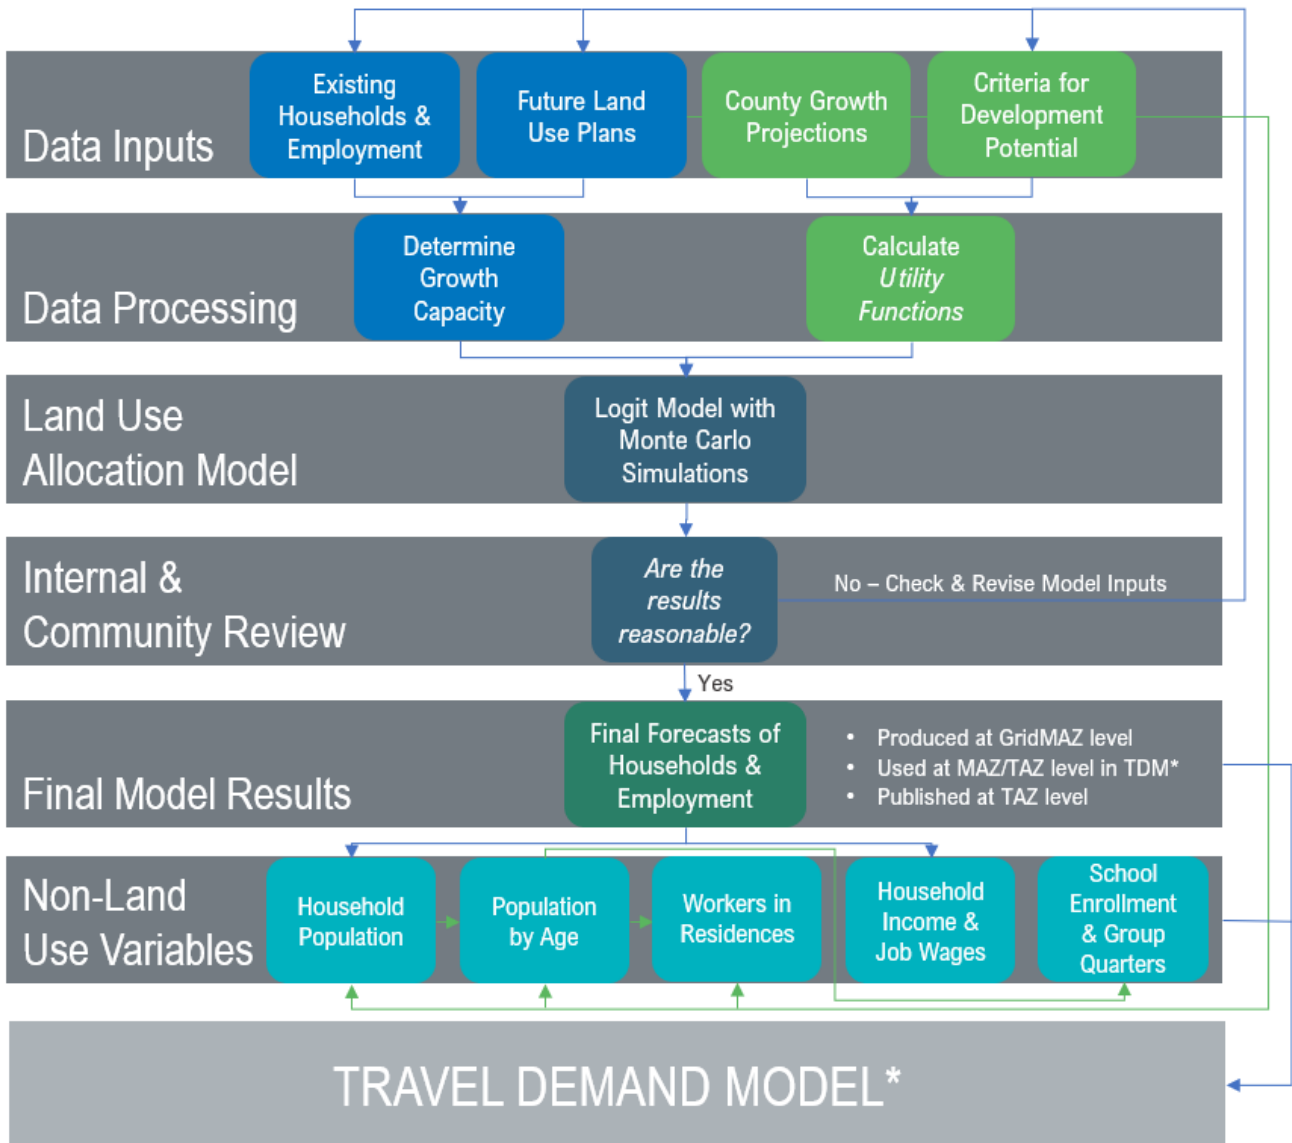 Data Inputs
Existing
Households &
Employment
Future Land
Use Plans
County Growth
Projections
Criteria for
Development
Potential
Data Processing
Determine
Growth
Capacity
Calculate
Utility
Functions
Land Use
Allocation Model
Logit Model with
Monte Carlo
Simulations
Internal &
Community Review
Are the
results
reasonable?
No – Check & Revise Model Inputs
Yes
Final Model Results
Final Forecasts of
Households &
Employment
• Produced at GridMAZ level
• Used at MAZ/TAZ level in TDM*
• Published at TAZ level
Non-Land
Use Variables
Household
Population
Population
by Age
Workers in
Residences
Household
Income &
Job Wages
School
Enrollment
& Group
Quarters
TRAVEL DEMAND MODEL*